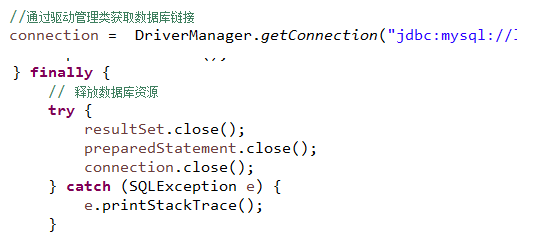 //通过驱动管理类获取数据库链接
connection =  DriverManager.getConnection("jdbc:mysql://
} finally {
// 释放数据库资源
try {
resultSet.close();
preparedStatement.close();
connection.close();
} catch (SQLException e) {
e.printStackTrace();
}